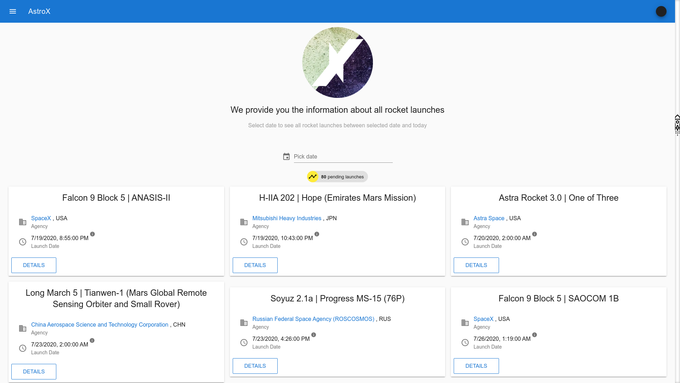 AstroX
We provide you the information about all rocket launches
Select date to see all rocket launches between selected date and today
Pick date
80 pending launches
Falcon 9 Block 5 | ANASIS-II
SpaceX , USA
Agency
7/19/2020, 8:55:00 PM
Launch Date
DETAILS
H-IIA 202 | Hope (Emirates Mars Mission)
Mitsubishi Heavy Industries , JPN
Agency
7/19/2020, 10:43:00 PM
Launch Date
DETAILS
Astra Rocket 3.0 | One of Three
Astra Space , USA
Agency
7/20/2020, 2:00:00 AM
Launch Date
DETAILS
Long March 5 | Tianwen-1 (Mars Global Remote
Sensing Orbiter and Small Rover)
China Aerospace Science and Technology Corporation , CHN
Agency
7/23/2020, 2:00:00 AM
Launch Date
DETAILS
Soyuz 2.1a | Progress MS-15 (76P)
Russian Federal Space Agency (ROSCOSMOS) , RUS
Agency
7/23/2020, 4:26:00 PM
Launch Date
DETAILS
Falcon 9 Block 5 | SAOCOM 1B
SpaceX , USA
Agency
7/26/2020, 1:19:00 AM
Launch Date
DETAILS